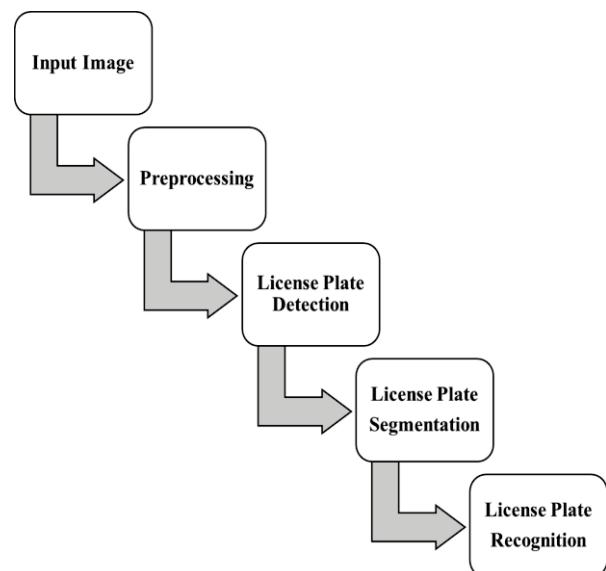 Input Image
Preprocessing
License Plate
Detection
License Plate
Segmentation
License Plate
Recognition